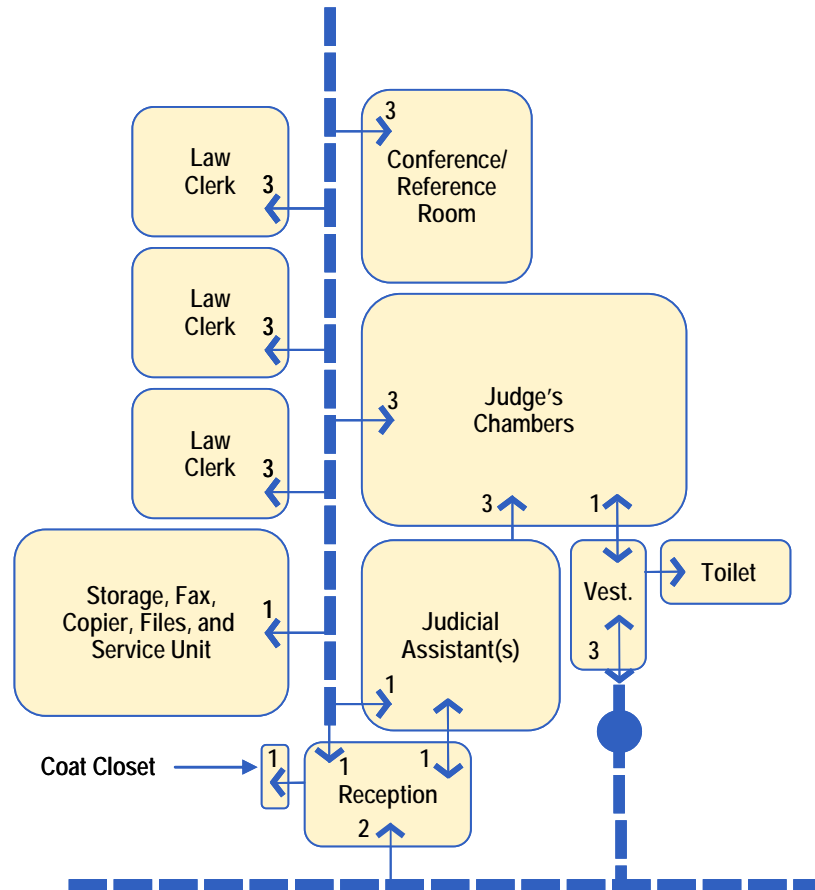 3
Conference/
Reference
Room
Law
Clerk
3
Law
Clerk
3
Judge's
Chambers
3
Law
Clerk
3
3
1
Storage, Fax,
Copier, Files, and
Service Unit
1
Judicial
Assistant(s)
1
Vest.
3
Toilet
Coat Closet
1
1
1
Reception
2